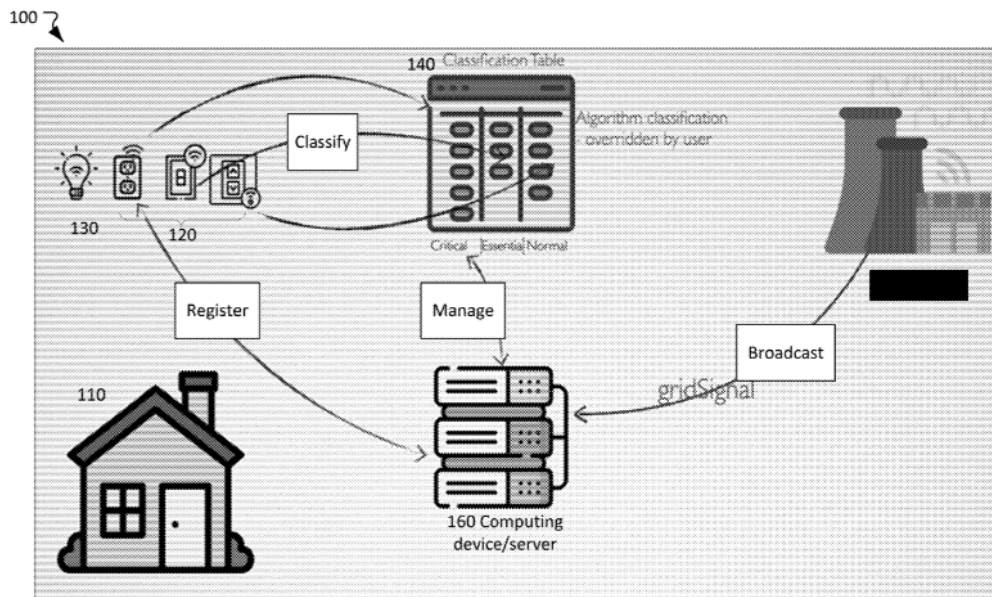 100
140
Classification Table
Algorithm classification
- overridden by user
Classify
130
120
Critical
Essential
Normal
Register
Manage
Broadcast
gridSignal
110
160 Computing
device/server